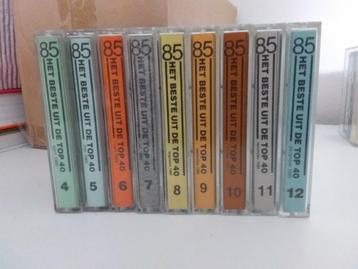 85 HET BESTE UIT DE TOP 40 4
85 HET BESTE UIT DE TOP 40 5
85 HET BESTE UIT DE TOP 40 6
85 HET BESTE UIT DE TOP 40 7
85 HET BESTE UIT DE TOP 40 8
85 HET BESTE UIT DE TOP 40 9
85 HET BESTE UIT DE TOP 40 10
85 HET BESTE UIT DE TOP 40 11
85 HET BESTE UIT DE TOP 40 12